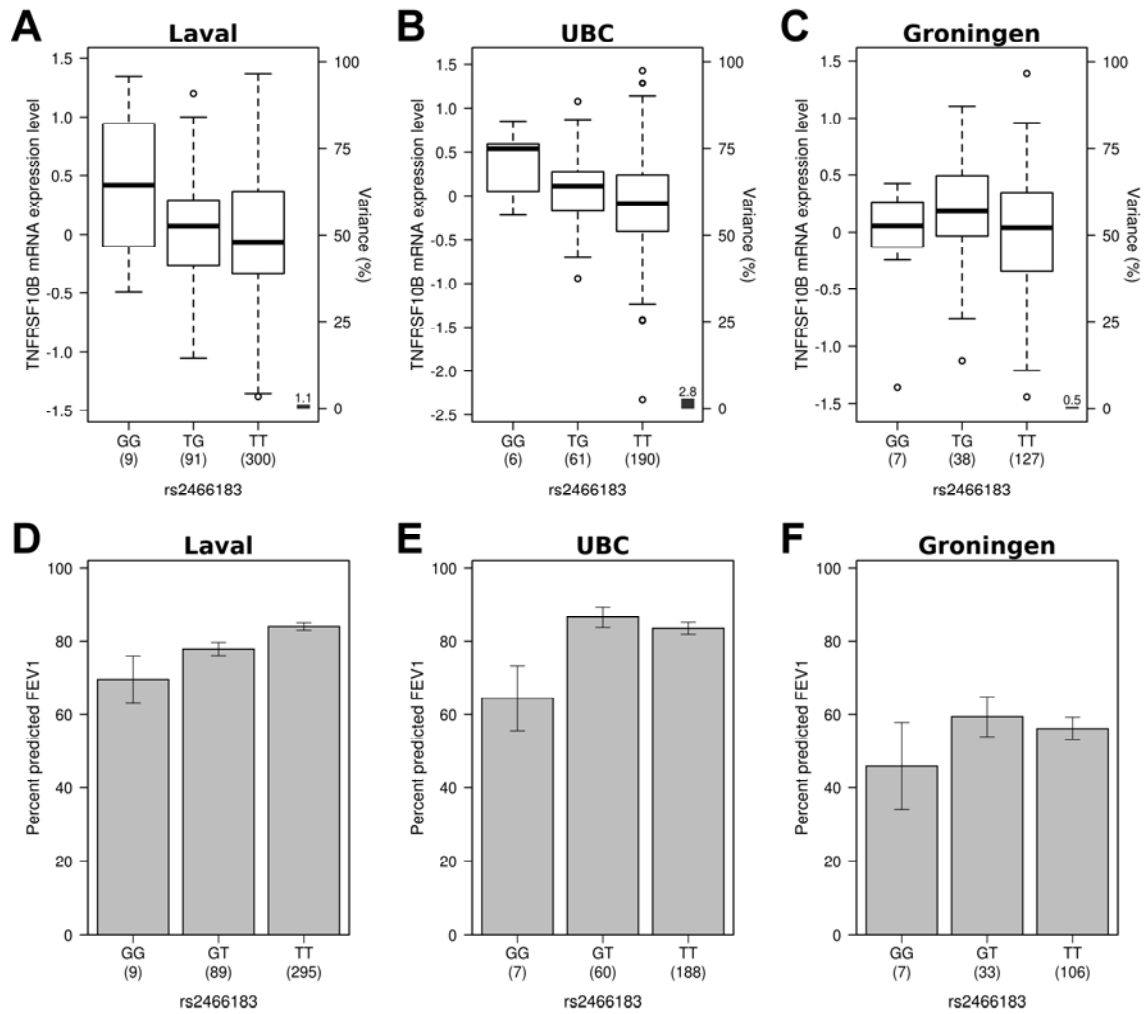 A
Laval
TNFRSF10B mRNA expression level
1.5
1.0
0.5
0
-0.5
-1.0
-1.5
100
75
50
25
0
Variance (%)
1.1
GG TG TT
(9) (91) (300)
rs2466183
B
UBC
TNFRSF10B mRNA expression level
1.5
1.0
0.5
0
-0.5
-1.0
-1.5
-2.0
-2.5
100
75
50
25
0
Variance (%)
2.8
GG TG TT
(6) (61) (190)
rs2466183
C
Groningen
TNFRSF10B mRNA expression level
1.5
1.0
0.5
0
-0.5
-1.0
-1.5
100
75
50
25
0
Variance (%)
0.5
GG TG TT
(7) (38) (127)
rs2466183
D
Laval
Percent predicted FEV1
100
80
60
40
20
0
GG GT TT
(9) (89) (295)
rs2466183
E
UBC
Percent predicted FEV1
100
80
60
40
20
0
GG GT TT
(7) (60) (188)
rs2466183
F
Groningen
Percent predicted FEV1
100
80
60
40
20
0
GG GT TT
(7) (33) (106)
rs2466183